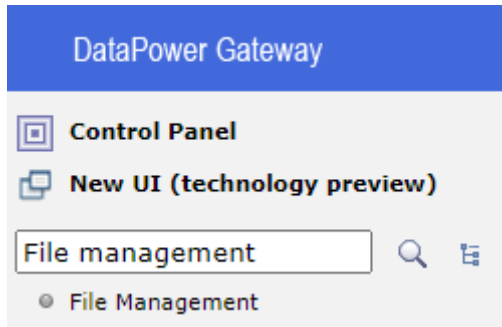 DataPower Gateway
Control Panel
New UI (technology preview)
File management
File Management